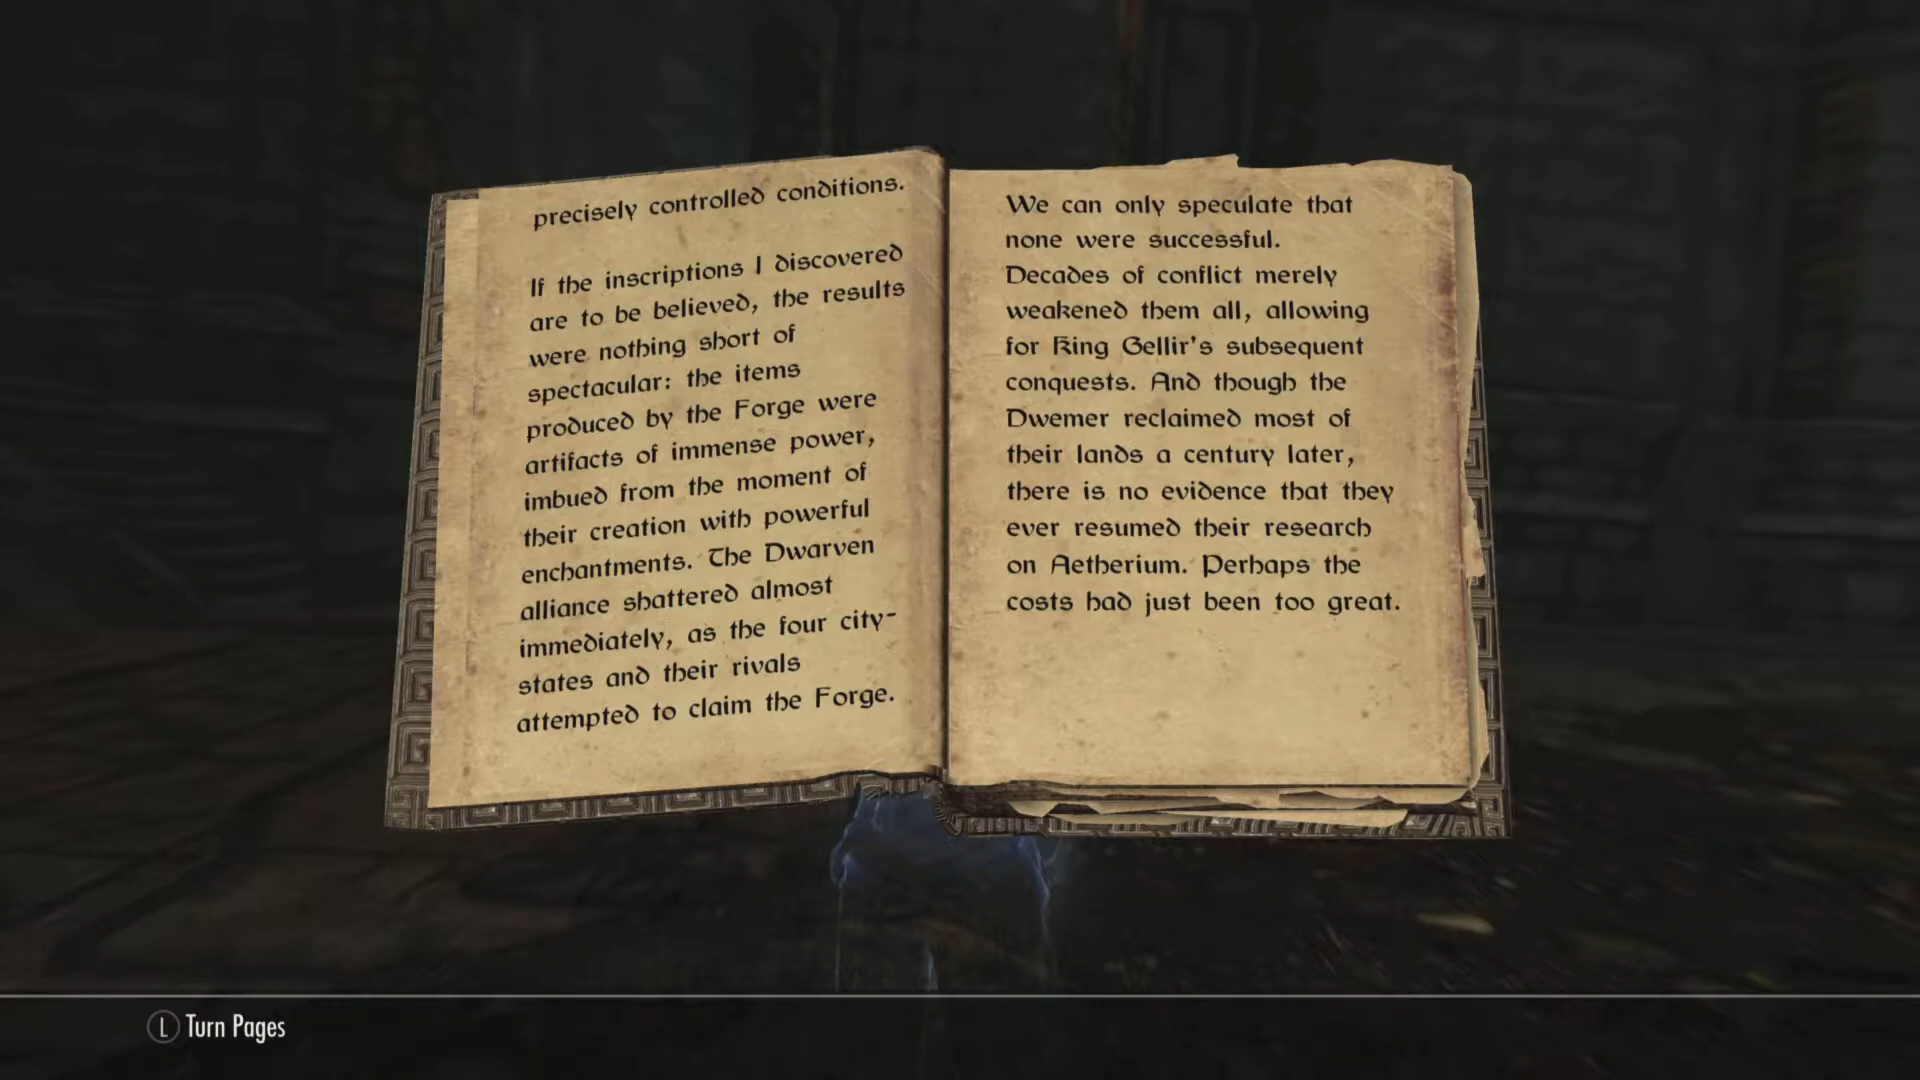 precisely controlled conditions.
If the inscriptions I discovered
are to be believed, the results
were nothing short of
spectacular: the items
produced by the Forge were
artifacts of immense power,
imbued from the moment of
their creation with powerful
enchantments. The Dwarven
alliance shattered almost
immediately, as the four city-
states and their rivals
attempted to claim the Forge.
We can only speculate that
none were successful.
Decades of conflict merely
weakened them all, allowing
for King Gellir's subsequent
conquests. And though the
Dwemer reclaimed most of
their lands a century later,
there is no evidence that they
ever resumed their research
on Aetherium. Perhaps the
costs had just been too great.
L Turn Pages